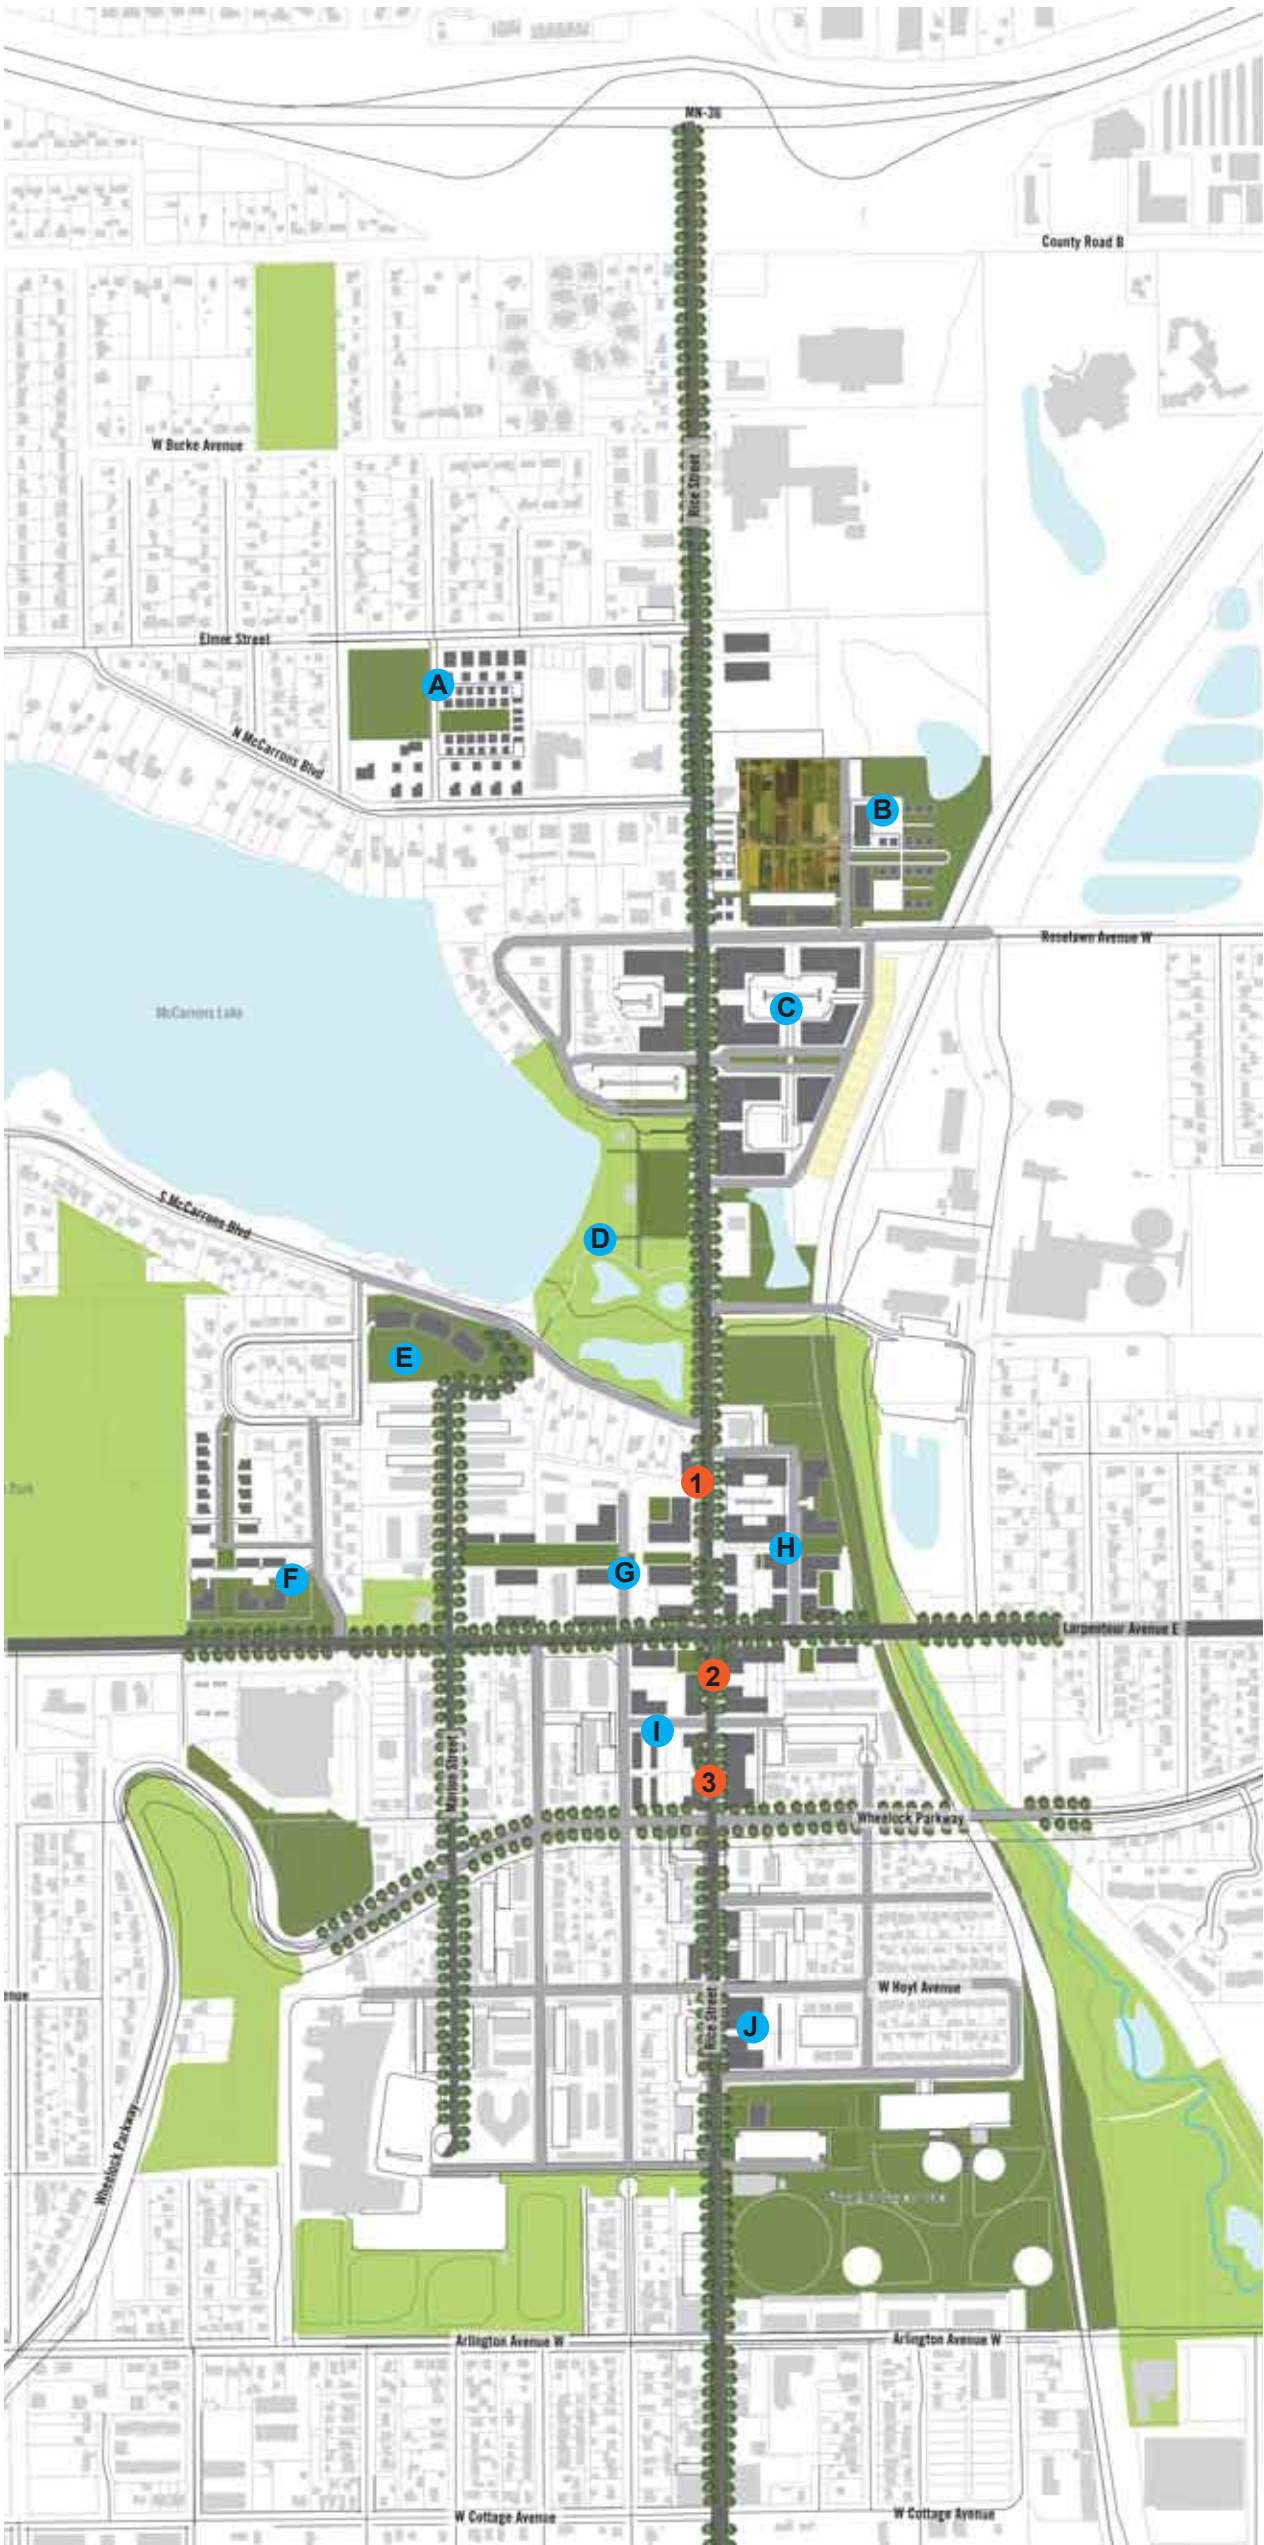 MN-36
County Road B
W Burke Avenue
Rice Street
Elmer Street
A
N McCarrons Blvd
B
Roselawn Avenue W
C
McCarrons Lake
S McCarrons Blvd
D
E
1
H
G
F
Larpenteur Avenue E
2
I
Marion Street
3
Wheelock Parkway
W Hoyt Avenue
Rice Street
J
Wheelock Parkway
Arlington Avenue W
Arlington Avenue W
W Cottage Avenue
W Cottage Avenue